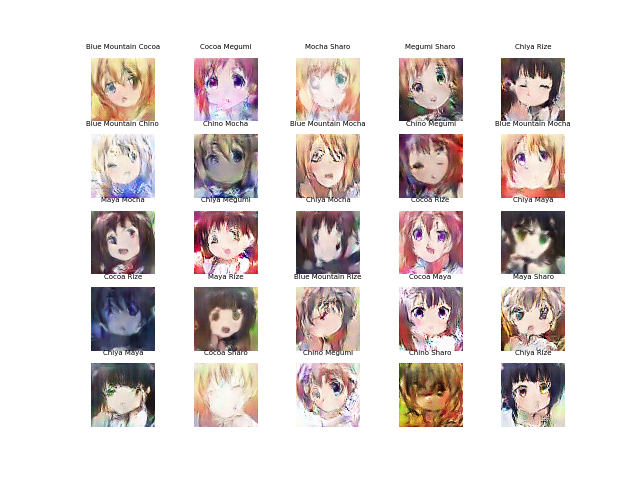 Blue Mountain Cocoa
Cocoa Megumi
Mocha Sharo
Megumi Sharo
Chiya Rize
Blue Mountain Chino
Chino Mocha
Blue Mountain Mocha
Chino Megumi
Blue Mountain Mocha
Maya Mocha
Chiya Megumi
Chiya Mocha
Cocoa Rize
Chiya Maya
Cocoa Rize
Maya Rize
Blue Mountain Rize
Cocoa Maya
Maya Sharo
Chiya Maya
Cocoa Sharo
Chino Megumi
Chino Sharo
Chiya Rize